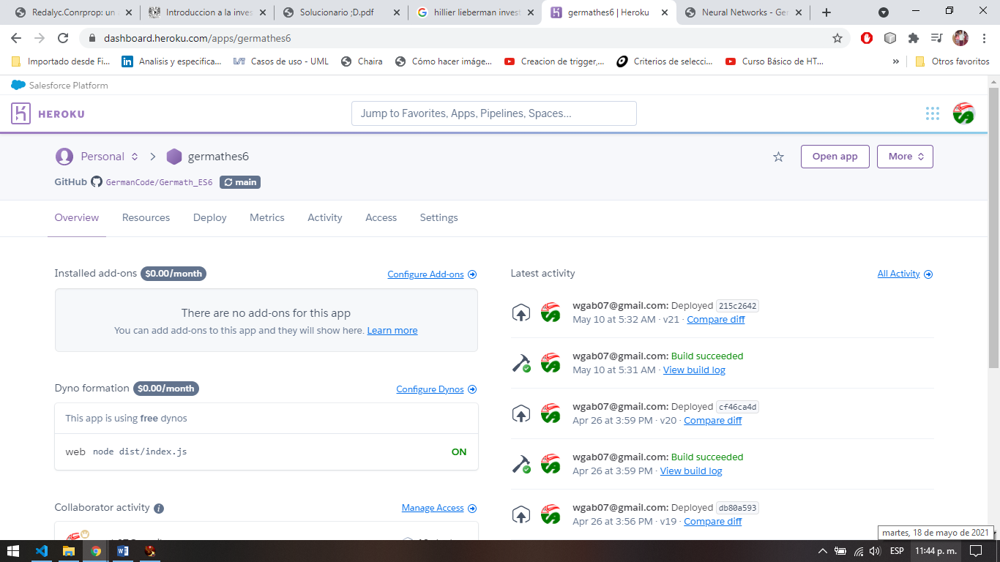 Redalyc.Conrprop: un a
Introduccion a la inves
Solucionario ;D.pdf
hillier lieberman invest
germathes6 | Heroku
Neural Networks - Ger
dashboard.heroku.com/apps/germathes6
Importado desde Fi...
Analisis y especifica...
Casos de uso - UML
Chaira
Cómo hacer imáge...
Creacion de trigger,...
Criterios de selecci...
Curso Básico de HT...
»
Otros favoritos
Salesforce Platform
HEROKU
Jump to Favorites, Apps, Pipelines, Spaces...
Personal
germathes6
Open app
More
GitHub GermanCode/Germath_ES6 main
Overview Resources Deploy Metrics Activity Access Settings
Installed add-ons $0.00/month Configure Add-ons
There are no add-ons for this app
You can add add-ons to this app and they will show here. Learn more
Dyno formation $0.00/month Configure Dynos
This app is using free dynos
web node dist/index.js ON
Collaborator activity Manage Access
Latest activity All Activity
wgab07@gmail.com: Deployed 215c2642
May 10 at 5:32 AM · v21 · Compare diff
wgab07@gmail.com: Build succeeded
May 10 at 5:31 AM · View build log
wgab07@gmail.com: Deployed cf46ca4d
Apr 26 at 3:59 PM · v20 · Compare diff
wgab07@gmail.com: Build succeeded
Apr 26 at 3:59 PM · View build log
wgab07@gmail.com: Deployed db80a593
Apr 26 at 3:56 PM · v19 · Compare diff
martes, 18 de mayo de 2021
ESP
11:44 p. m.